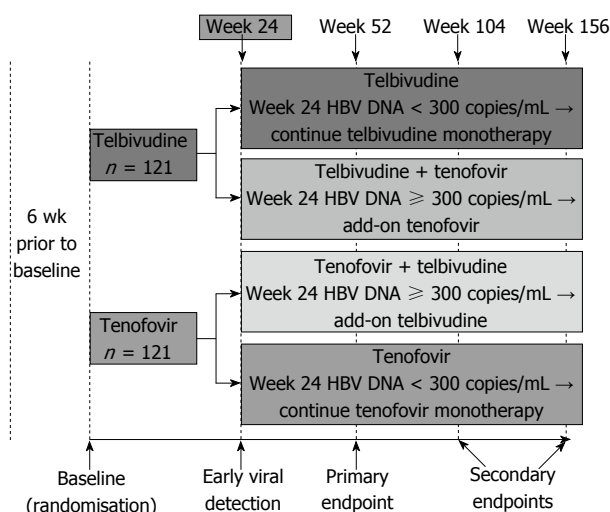 Week 24 Week 52 Week 104 Week 156
Telbivudine
Week 24 HBV DNA < 300 copies/mL →
continue telbivudine monotherapy
Telbivudine
n = 121
Telbivudine + tenofovir
Week 24 HBV DNA ≥ 300 copies/mL →
add-on tenofovir
6 wk
prior to
baseline
Tenofovir + telbivudine
Week 24 HBV DNA ≥ 300 copies/mL →
add-on telbivudine
Tenofovir
n = 121
Tenofovir
Week 24 HBV DNA < 300 copies/mL →
continue tenofovir monotherapy
Baseline
(randomisation)
Early viral
detection
Primary
endpoint
Secondary
endpoints